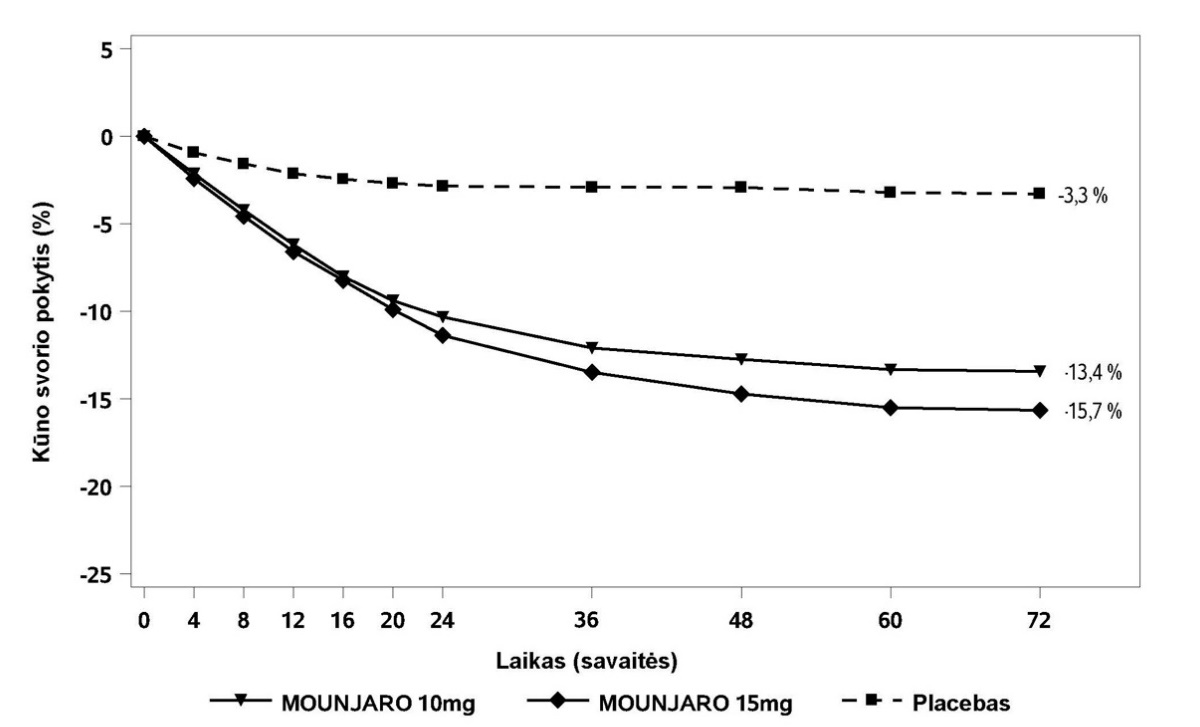 5
0
-5
-10
-15
-20
-25
Kūno svorio pokytis (%)
-3,3 %
-13,4 %
-15,7 %
0 4 8 12 16 20 24 36 48 60 72
Laikas (savaitės)
MOUNJARO 10mg MOUNJARO 15mg Placebas